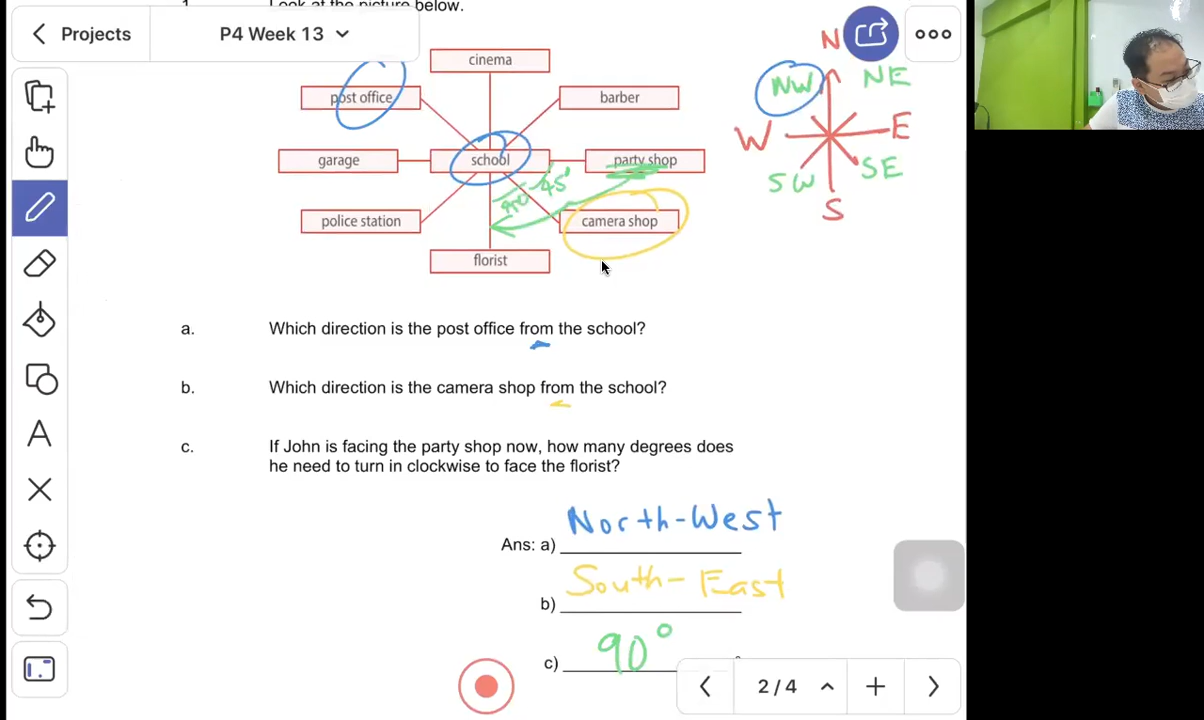 1. Look at the picture below.
Projects P4 Week 13
cinema
post office barber
garage school party shop
police station camera shop
florist
90° 45°
N
NW NE
W E
SW SE
S
a. Which direction is the post office from the school?
b. Which direction is the camera shop from the school?
c. If John is facing the party shop now, how many degrees does
he need to turn in clockwise to face the florist?
North-West
Ans: a)
South-East
b)
90°
c)
2 / 4